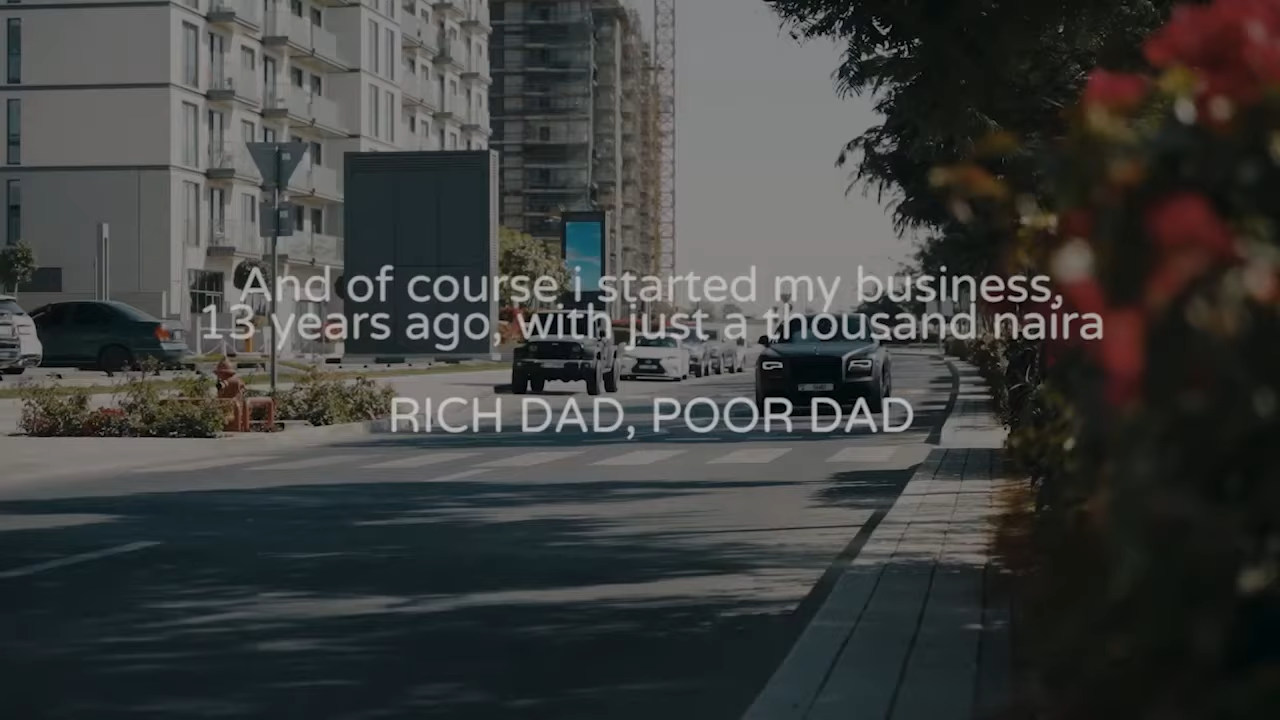 And of course i started my business,
13 years ago, with just a thousand naira
RICH DAD, POOR DAD